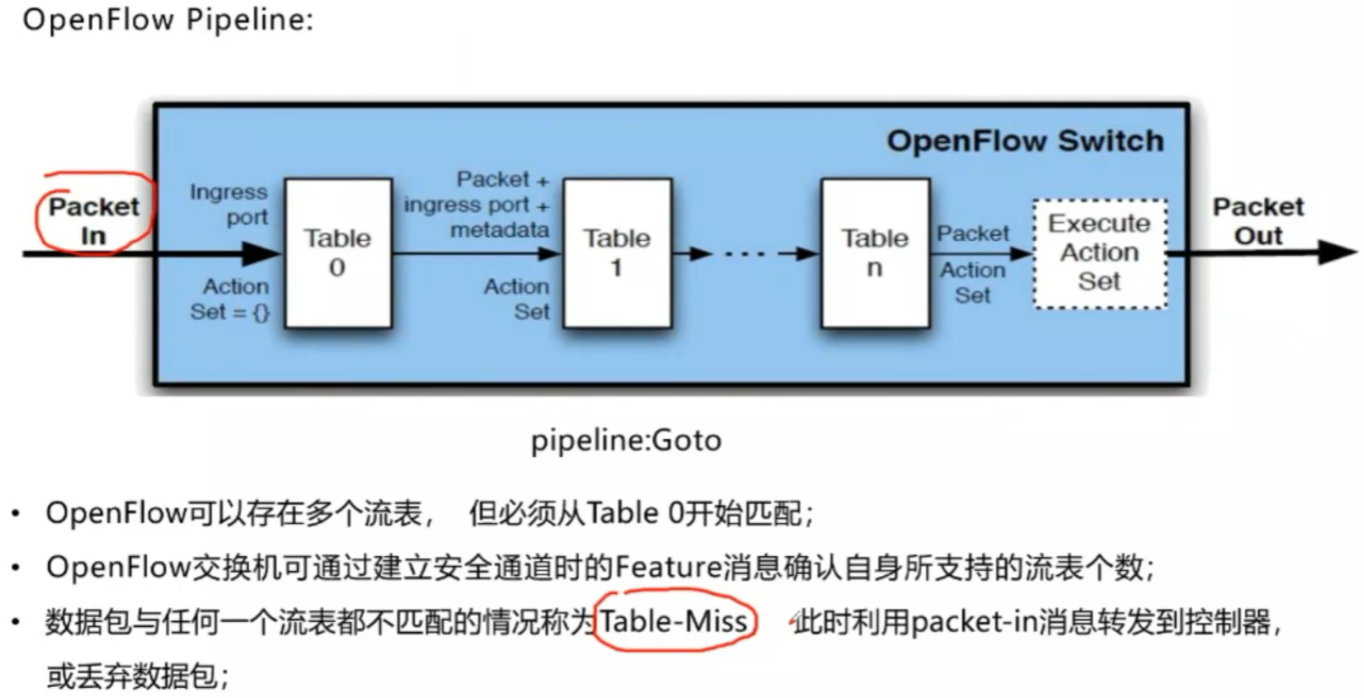 OpenFlow Pipeline:
OpenFlow Switch
Packet In
Ingress port
Action Set = {}
Table 0
Packet + ingress port + metadata
Action Set
Table 1
Table n
Packet
Action Set
Execute Action Set
Packet Out
pipeline:Goto
• OpenFlow可以存在多个流表， 但必须从Table 0开始匹配；
• OpenFlow交换机可通过建立安全通道时的Feature消息确认自身所支持的流表个数；
• 数据包与任何一个流表都不匹配的情况称为Table-Miss 此时利用packet-in消息转发到控制器，
或丢弃数据包；